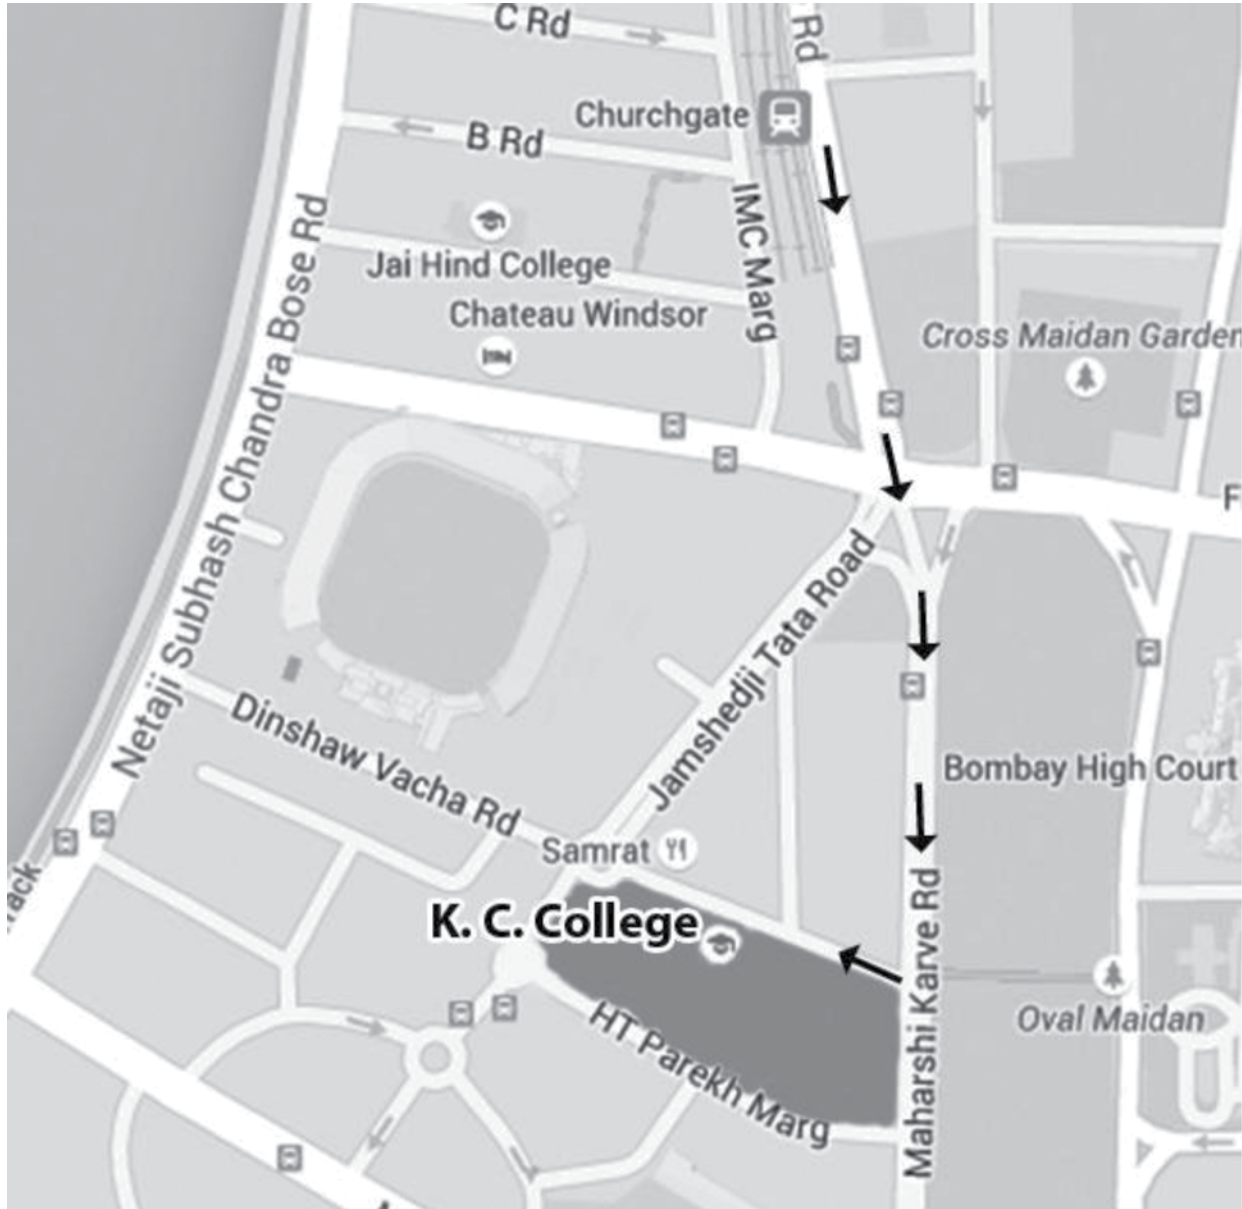 C Rd
Rd
Churchgate
B Rd
IMC Marg
Jai Hind College
Chateau Windsor
Cross Maidan Garden
Netaji Subhash Chandra Bose Rd
F
Jamshedji Tata Road
Dinshaw Vacha Rd
Bombay High Court
Samrat
K. C. College
rack
Maharshi Karve Rd
Oval Maidan
HT Parekh Marg